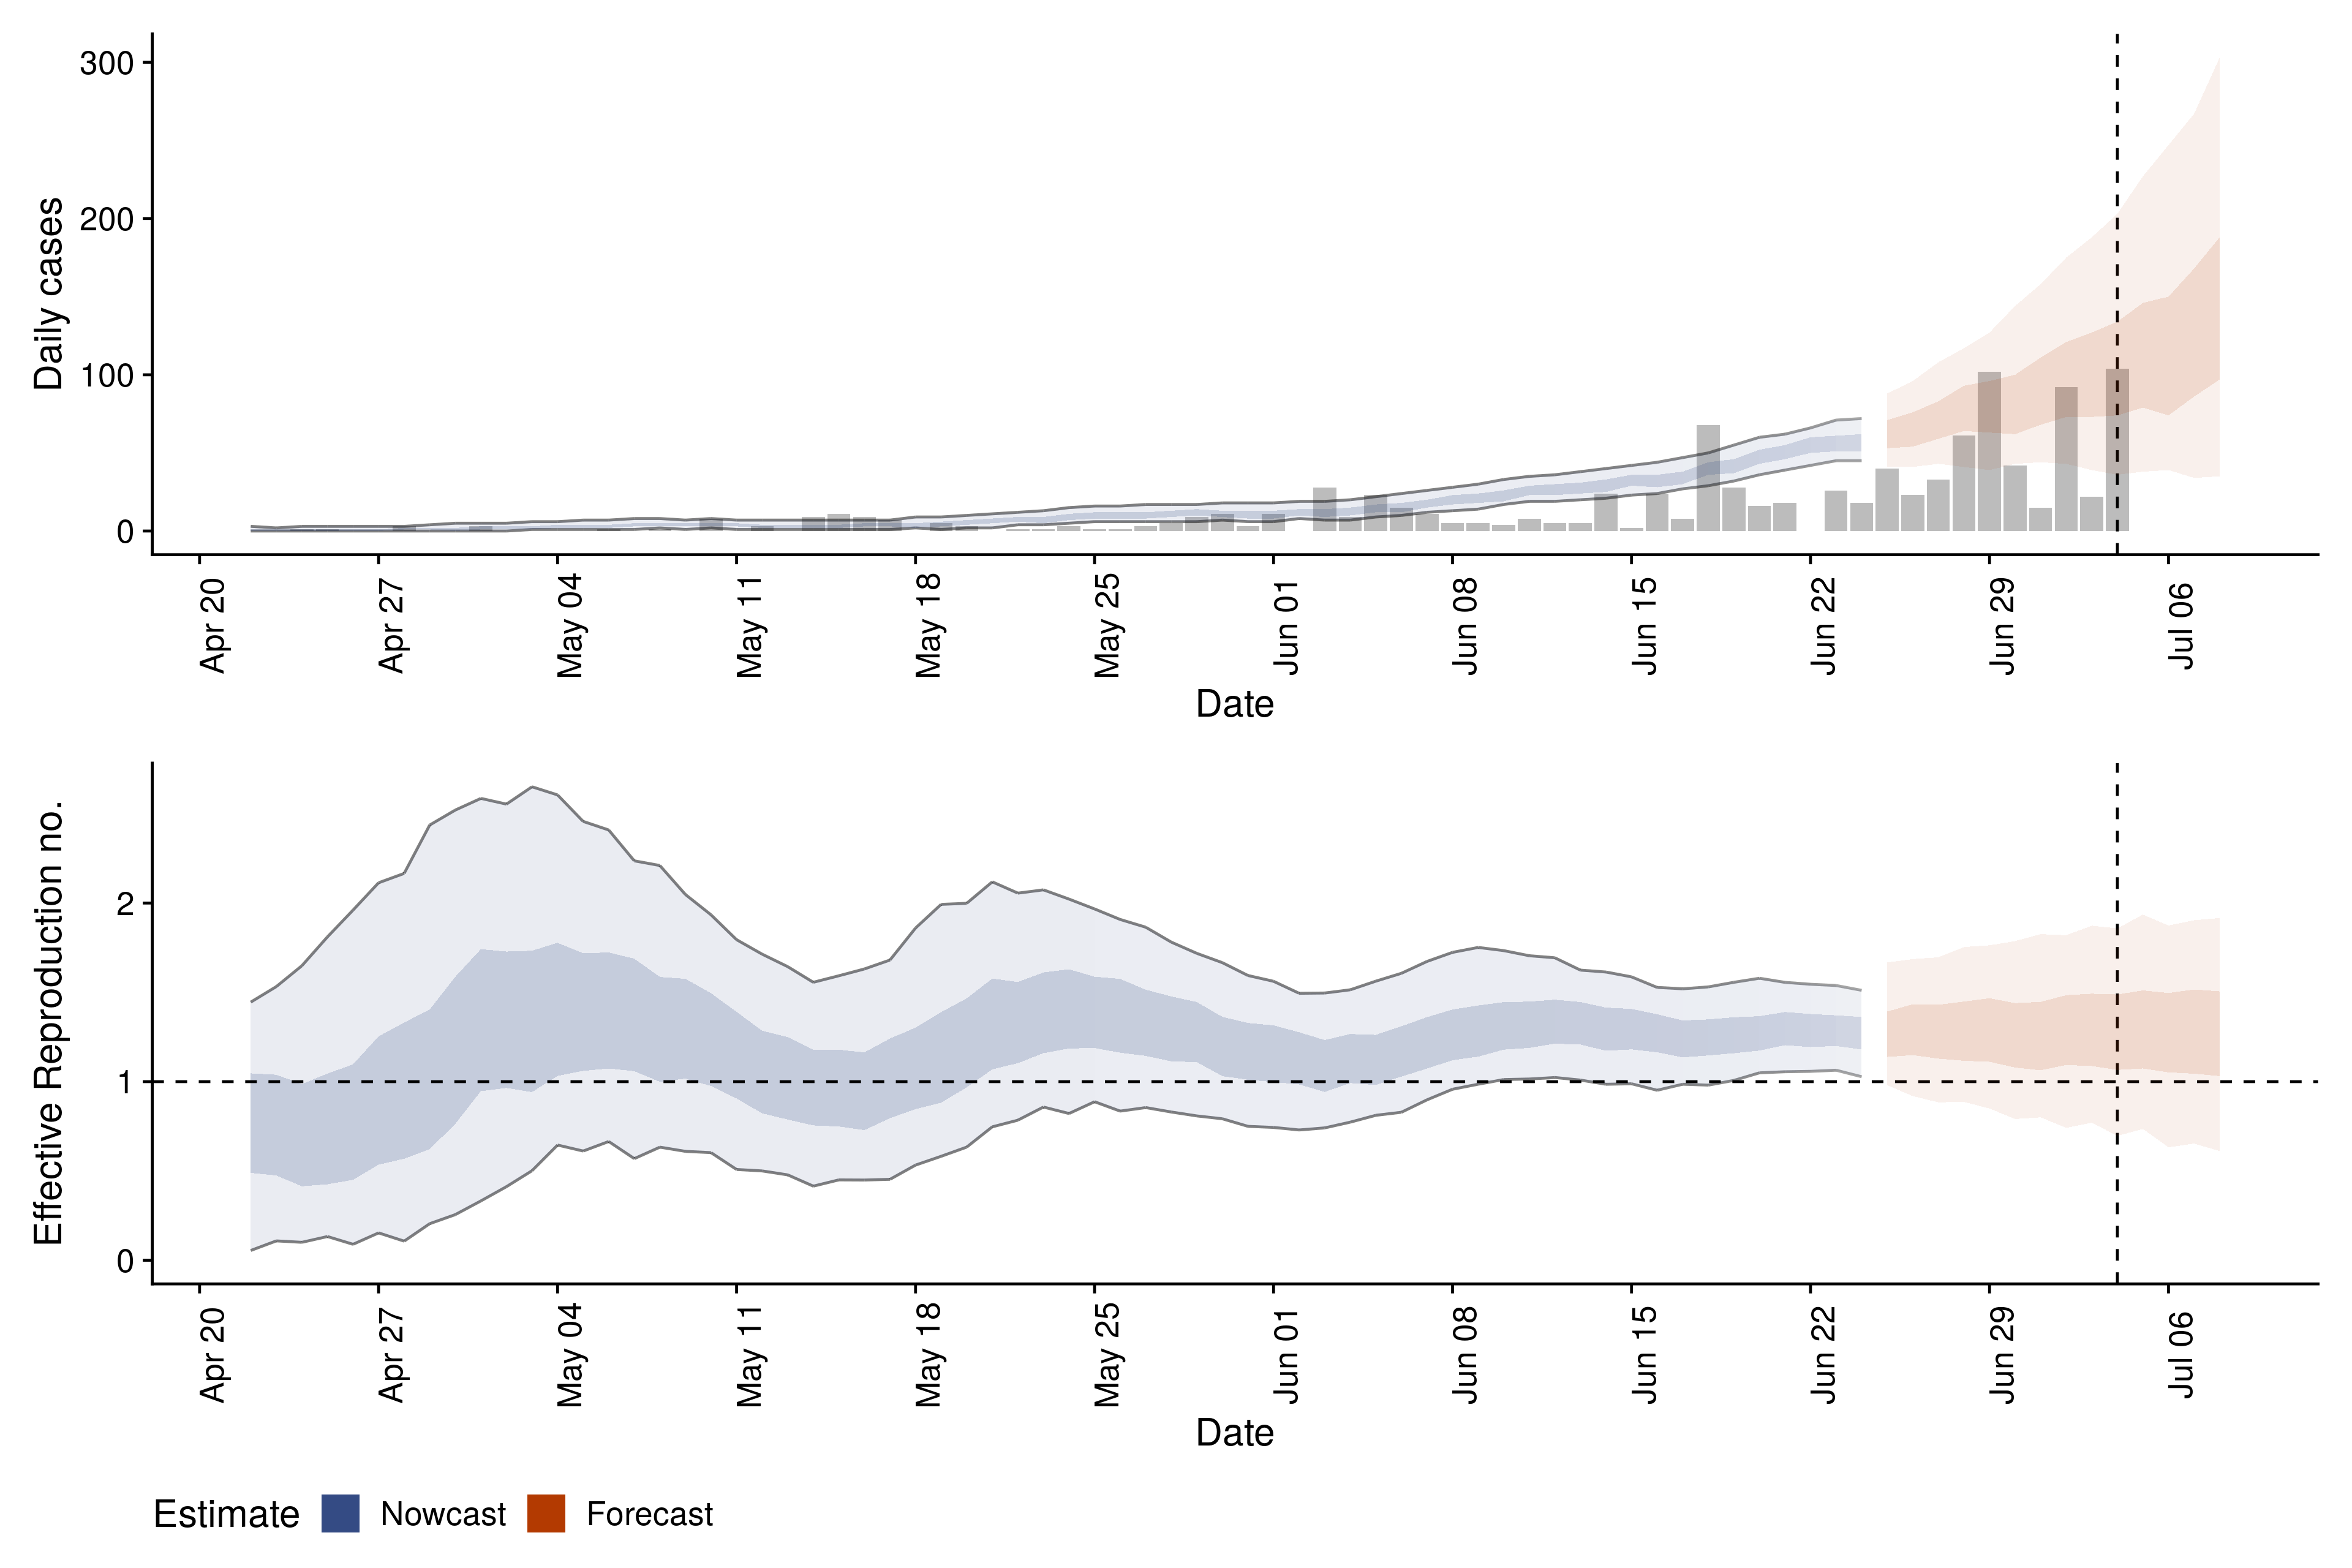 Daily cases
300
200
100
0
Apr 20
Apr 27
May 04
May 11
May 18
May 25
Jun 01
Jun 08
Jun 15
Jun 22
Jun 29
Jul 06
Date
Effective Reproduction no.
2
1
0
Apr 20
Apr 27
May 04
May 11
May 18
May 25
Jun 01
Jun 08
Jun 15
Jun 22
Jun 29
Jul 06
Date
Estimate Nowcast Forecast